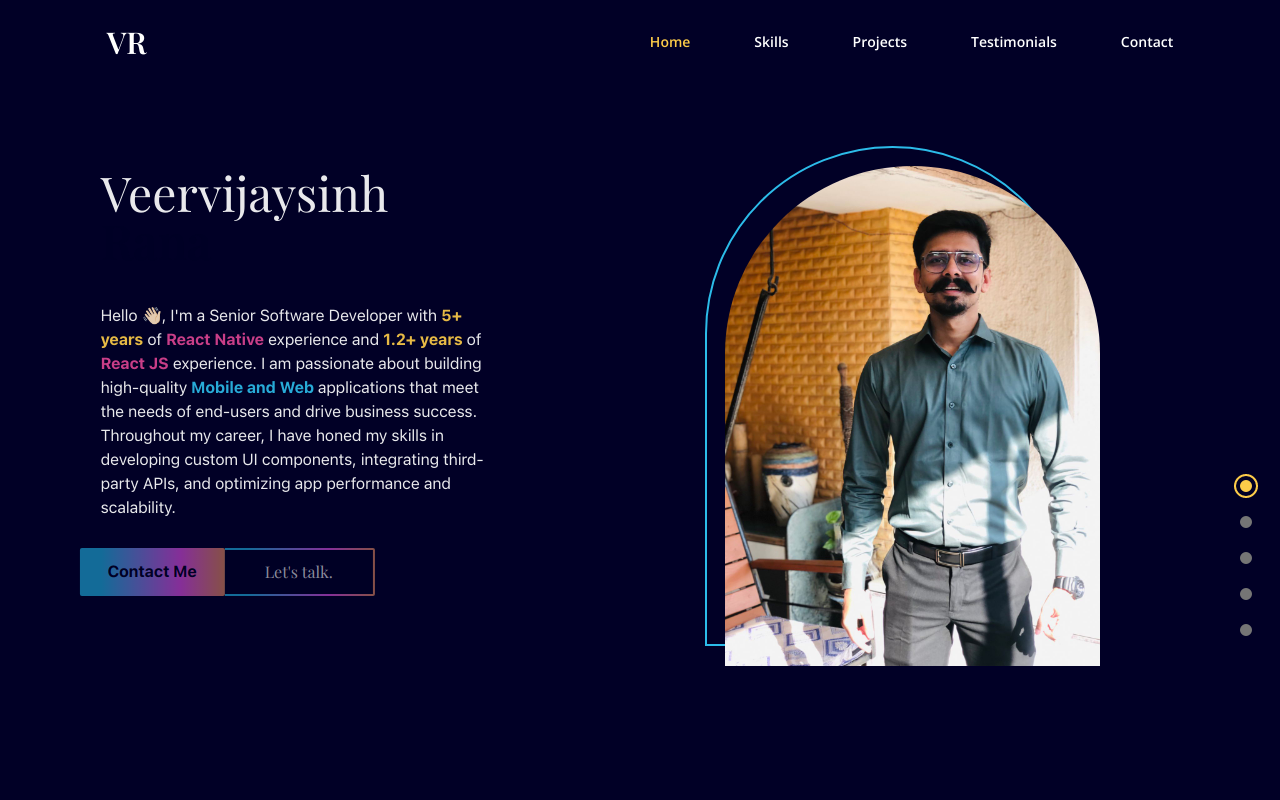 VR
Home
Skills
Projects
Testimonials
Contact
Veervijaysinh
Hello 👋🏻, I'm a Senior Software Developer with 5+
years of React Native experience and 1.2+ years of
React JS experience. I am passionate about building
high-quality Mobile and Web applications that meet
the needs of end-users and drive business success.
Throughout my career, I have honed my skills in
developing custom UI components, integrating third-
party APIs, and optimizing app performance and
scalability.
Contact Me
Let's talk.